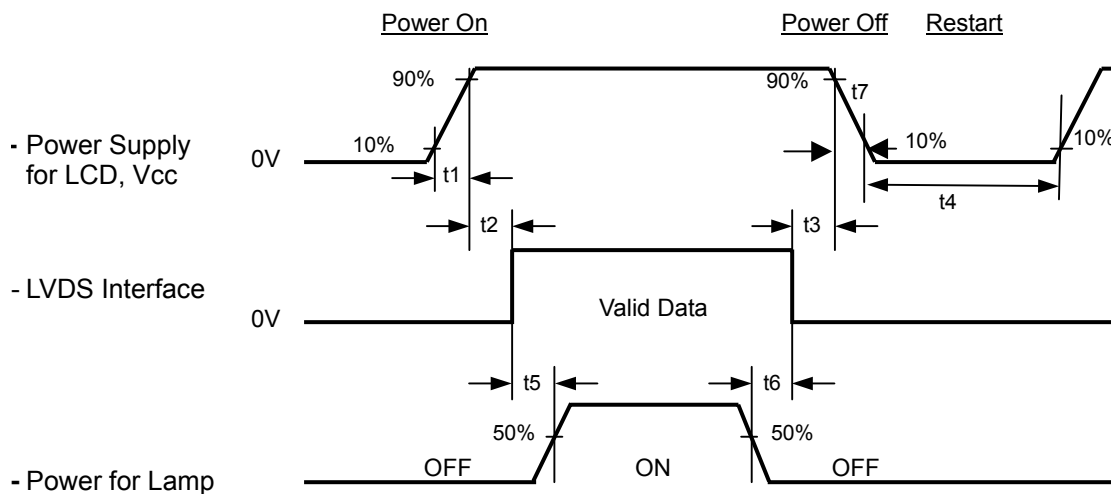 Power On
Power Off
Restart
90%
90%
t7
- Power Supply
for LCD, Vcc
0V
10%
10%
10%
t1
t4
t2
t3
- LVDS Interface
0V
Valid Data
t5
t6
50%
50%
- Power for Lamp
OFF
ON
OFF